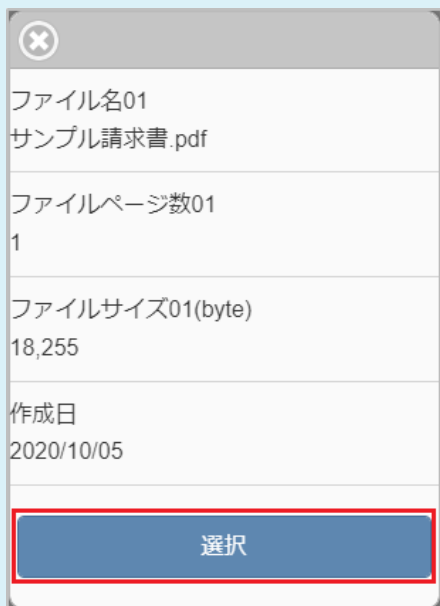 ファイル名01
サンプル請求書.pdf
ファイルページ数01
1
ファイルサイズ01(byte)
18,255
作成日
2020/10/05
選択